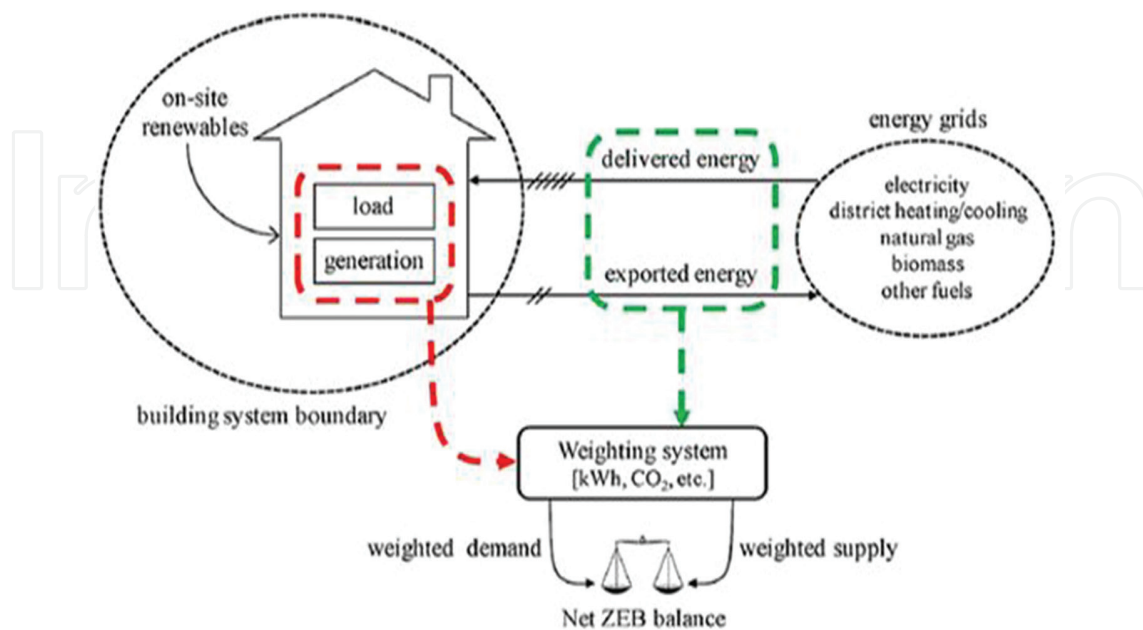 on-site
renewables
load
generation
building system boundary
delivered energy
exported energy
energy grids
electricity
district heating/cooling
natural gas
biomass
other fuels
Weighting system
[kWh, CO₂, etc.]
weighted demand
weighted supply
Net ZEB balance